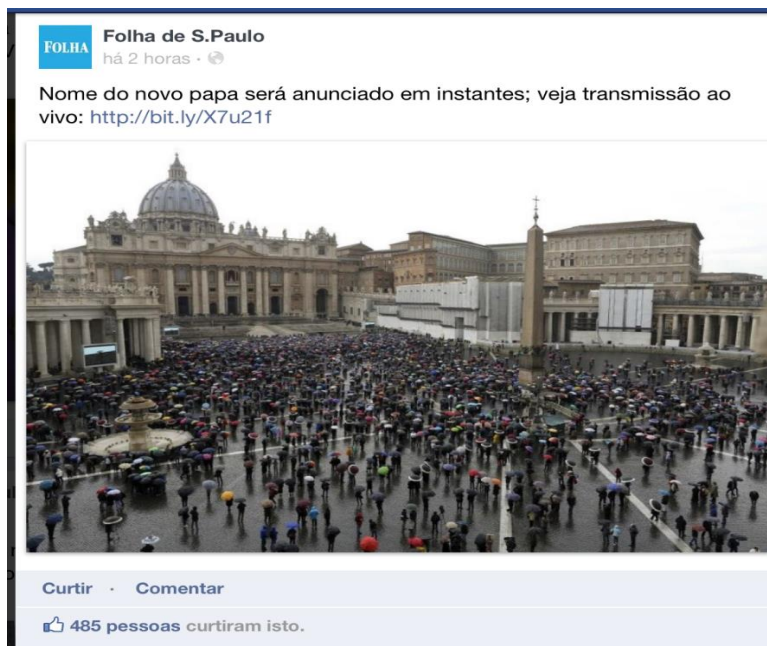 FOLHA
Folha de S.Paulo
há 2 horas ·
Nome do novo papa será anunciado em instantes; veja transmissão ao
vivo: http://bit.ly/X7u21f
Curtir · Comentar
485 pessoas curtiram isto.